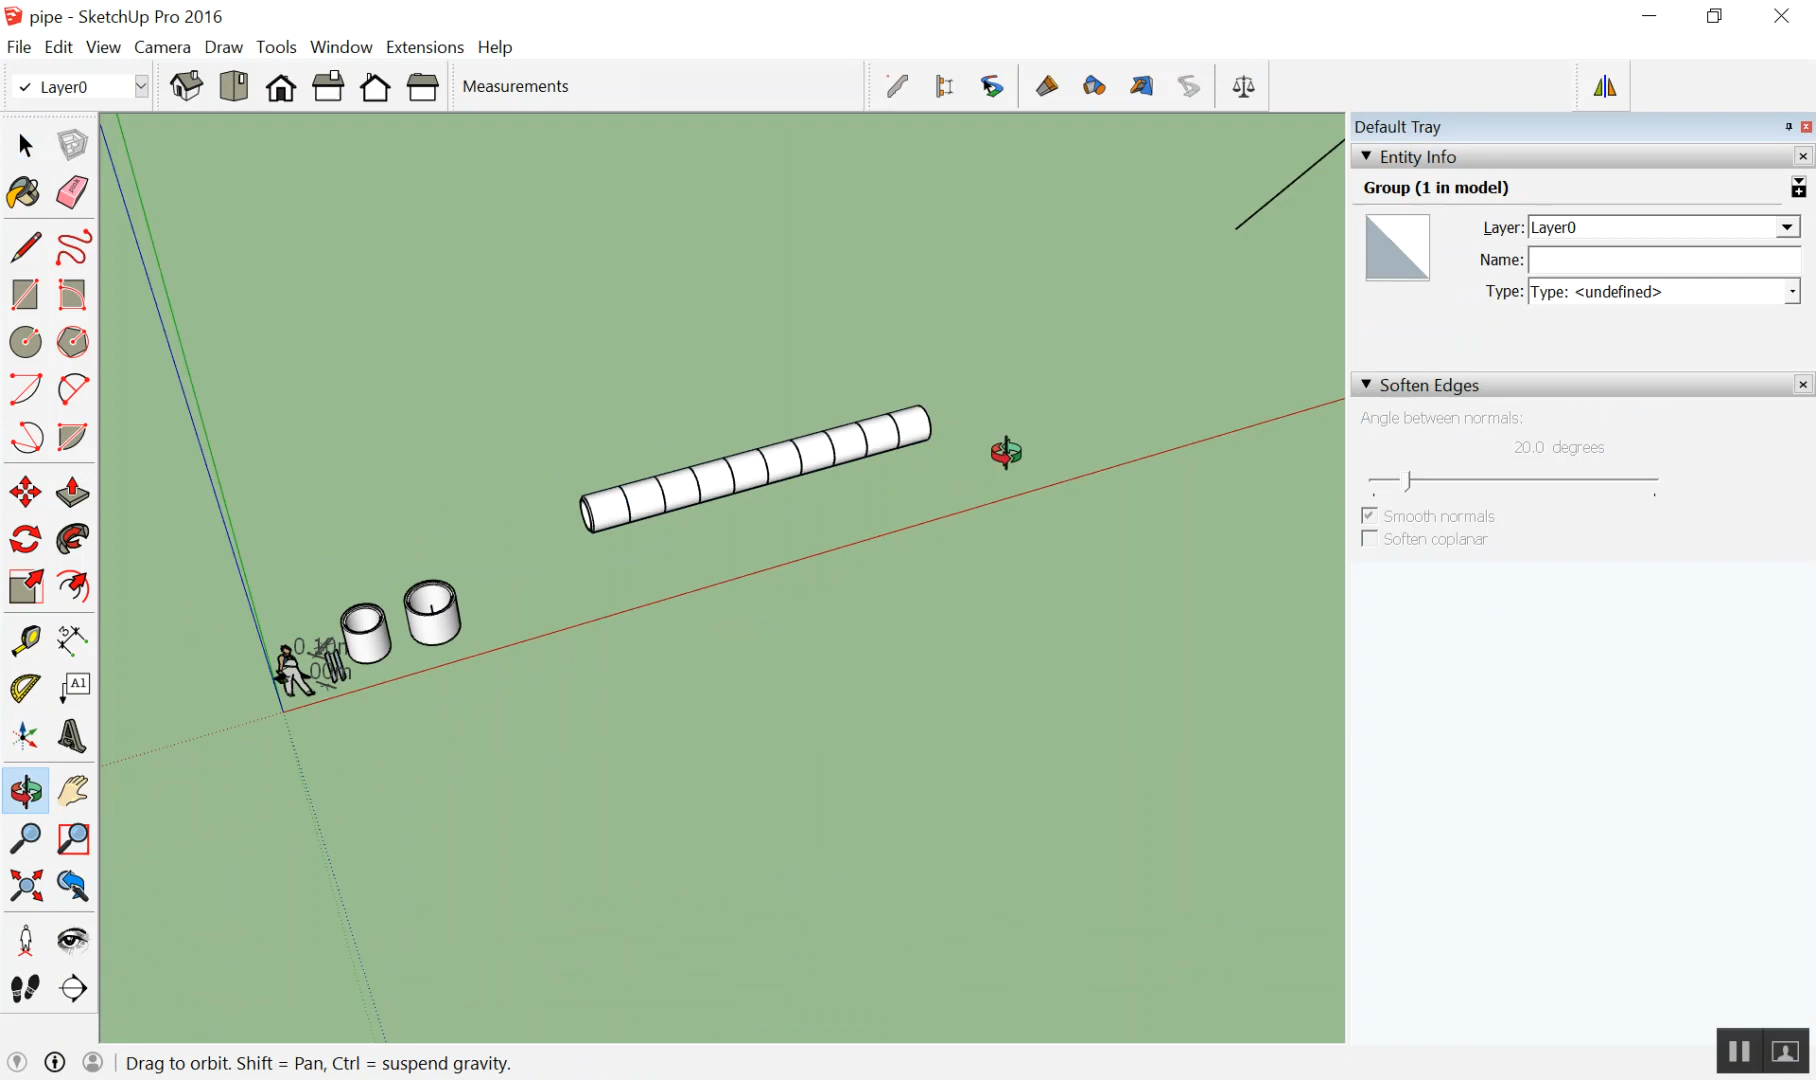 pipe - SketchUp Pro 2016
File Edit View Camera Draw Tools Window Extensions Help
Layer0
Measurements
Default Tray
Entity Info
Group (1 in model)
Layer: Layer0
Name:
Type: Type: <undefined>
Soften Edges
Angle between normals:
20.0 degrees
Smooth normals
Soften coplanar
A1
Drag to orbit. Shift = Pan, Ctrl = suspend gravity.